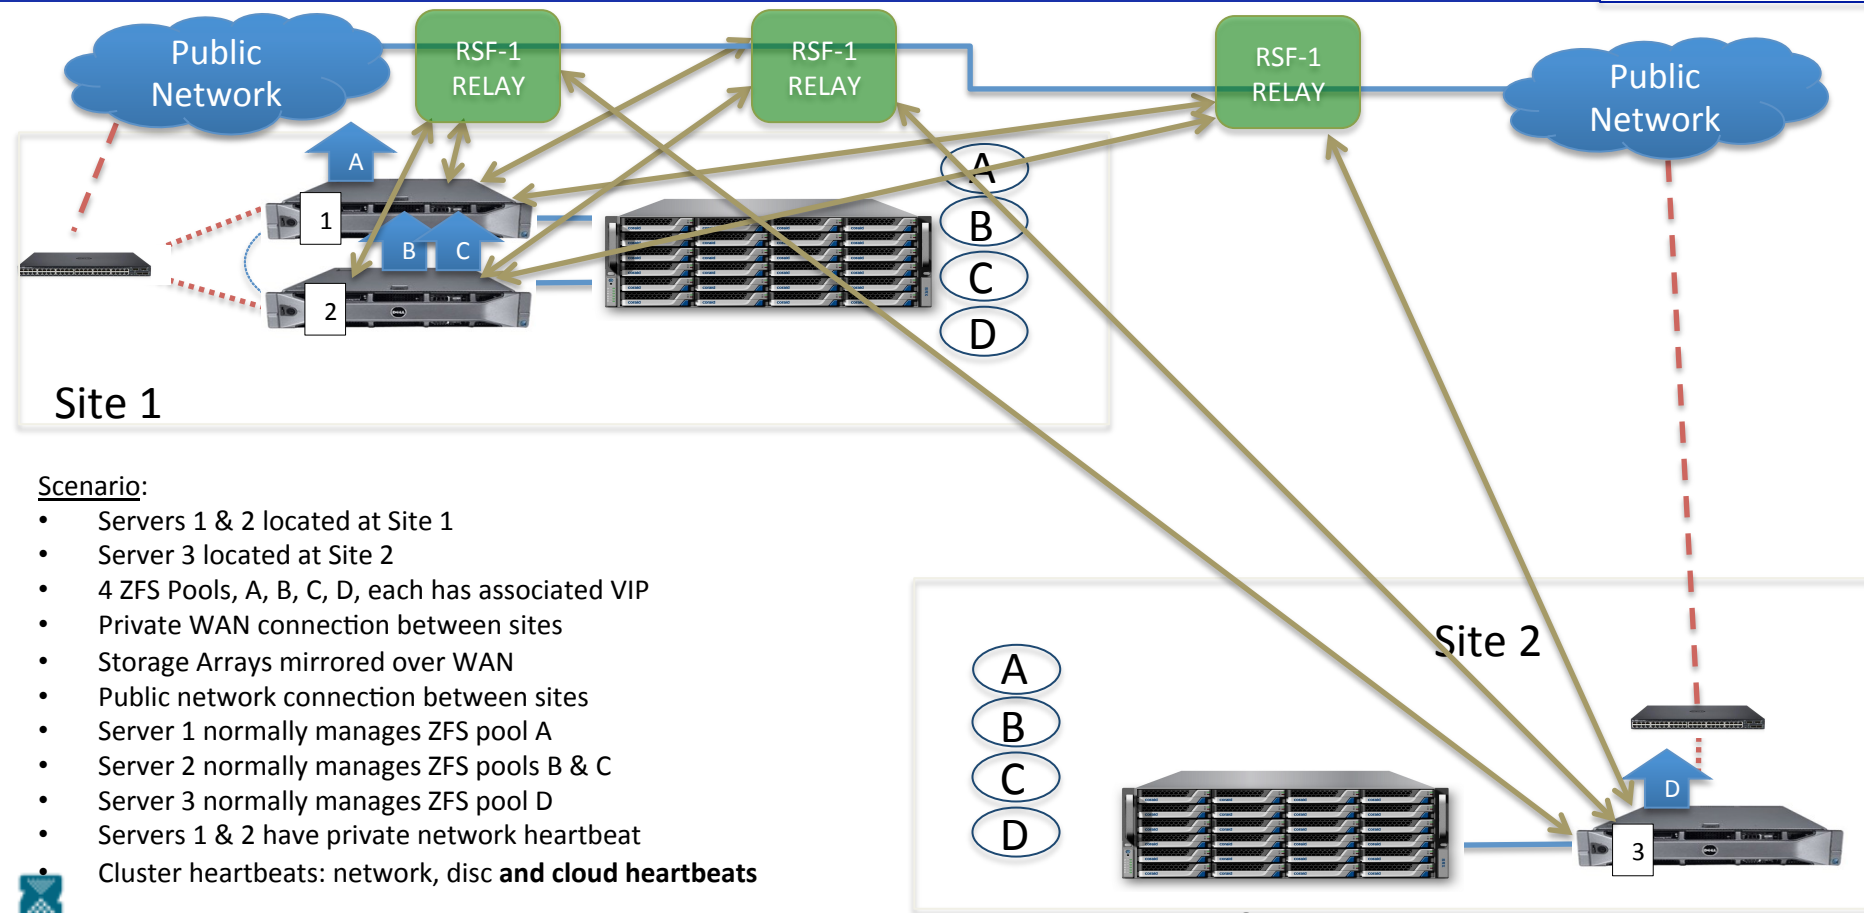 Public
Network
RSF-1
RELAY
RSF-1
RELAY
RSF-1
RELAY
Public
Network
A
1
B
C
2
A
B
C
D
Site 1
Scenario:
• Servers 1 & 2 located at Site 1
• Server 3 located at Site 2
• 4 ZFS Pools, A, B, C, D, each has associated VIP
• Private WAN connection between sites
• Storage Arrays mirrored over WAN
• Public network connection between sites
• Server 1 normally manages ZFS pool A
• Server 2 normally manages ZFS pools B & C
• Server 3 normally manages ZFS pool D
• Servers 1 & 2 have private network heartbeat
• Cluster heartbeats: network, disc and cloud heartbeats
Site 2
A
B
C
D
D
3